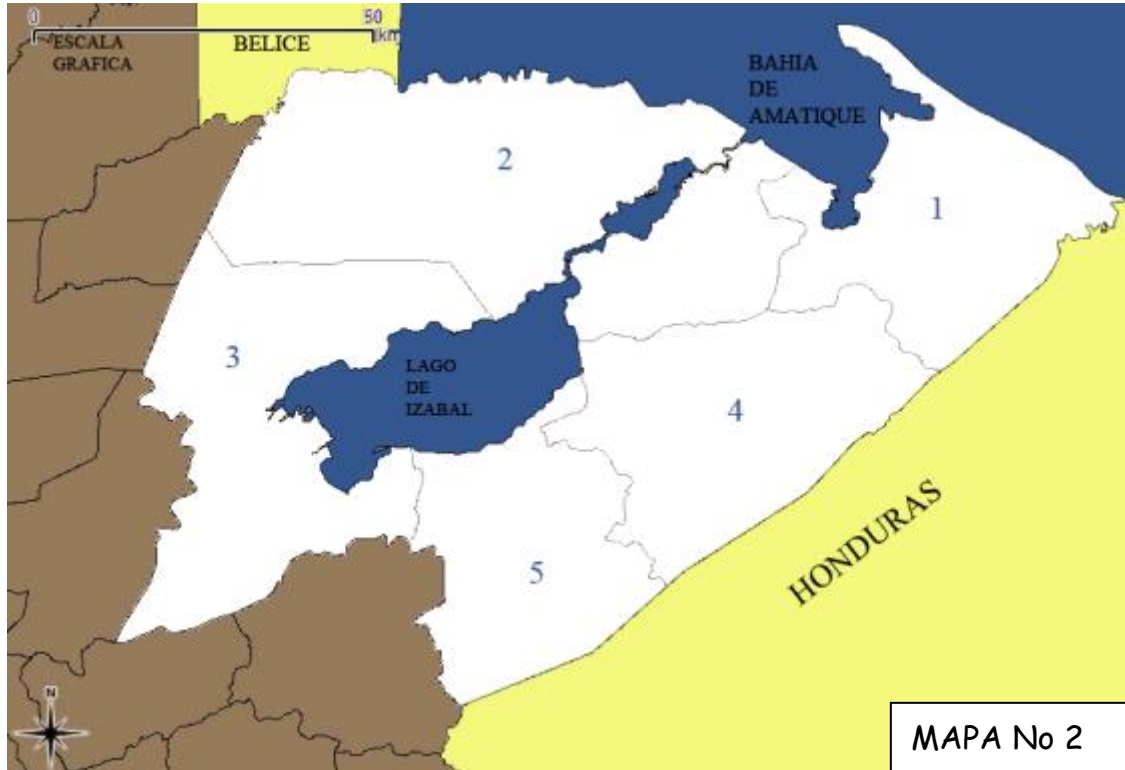 0 50
km
ESCALA
GRAFICA
BELICE
BAHIA
DE
AMATIQUE
2
1
3
LAGO
DE
IZABAL
4
5
HONDURAS
N
MAPA No 2